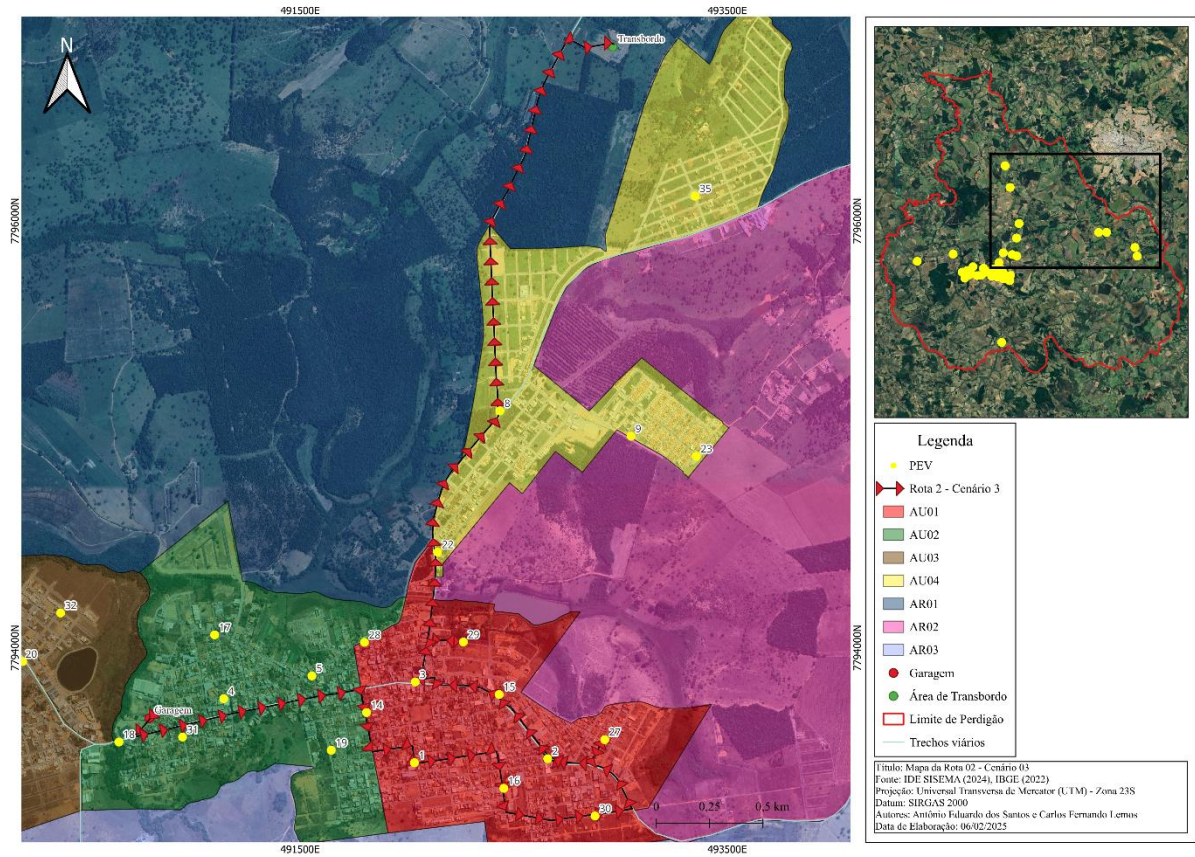 491500E
493500E
N
Transbordo
35
7796000N
7796000N
8
9
23
22
32
17
28
29
20
7794000N
7794000N
5
3
4
15
Garagem
14
31
18
27
19
1
2
16
30
0
0,25
0,5 km
491500E
493500E
Legenda
PEV
Rota 2 - Cenário 3
AU01
AU02
AU03
AU04
AR01
AR02
AR03
Garagem
Área de Transbordo
Limite de Perdigão
Trechos viários
Título: Mapa da Rota 02 - Cenário 03
Fonte: IDE SISEMA (2024), IBGE (2022)
Projeção: Universal Transversa de Mercator (UTM) - Zona 23S
Datum: SIRGAS 2000
Autores: Antônio Eduardo dos Santos e Carlos Fernando Lemos
Data de Elaboração: 06/02/2025